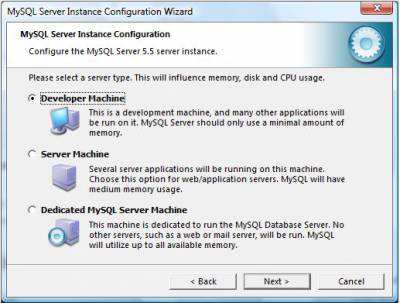 MySQL Server Instance Configuration Wizard
MySQL Server Instance Configuration
Configure the MySQL Server 5.5 server instance.
Please select a server type. This will influence memory, disk and CPU usage.
Developer Machine
This is a development machine, and many other applications will
be run on it. MySQL Server should only use a minimal amount of
memory.
Server Machine
Several server applications will be running on this machine.
Choose this option for web/application servers. MySQL will have
medium memory usage.
Dedicated MySQL Server Machine
This machine is dedicated to run the MySQL Database Server. No
other servers, such as a web or mail server, will be run. MySQL
will utilize up to all available memory.
< Back
Next >
Cancel